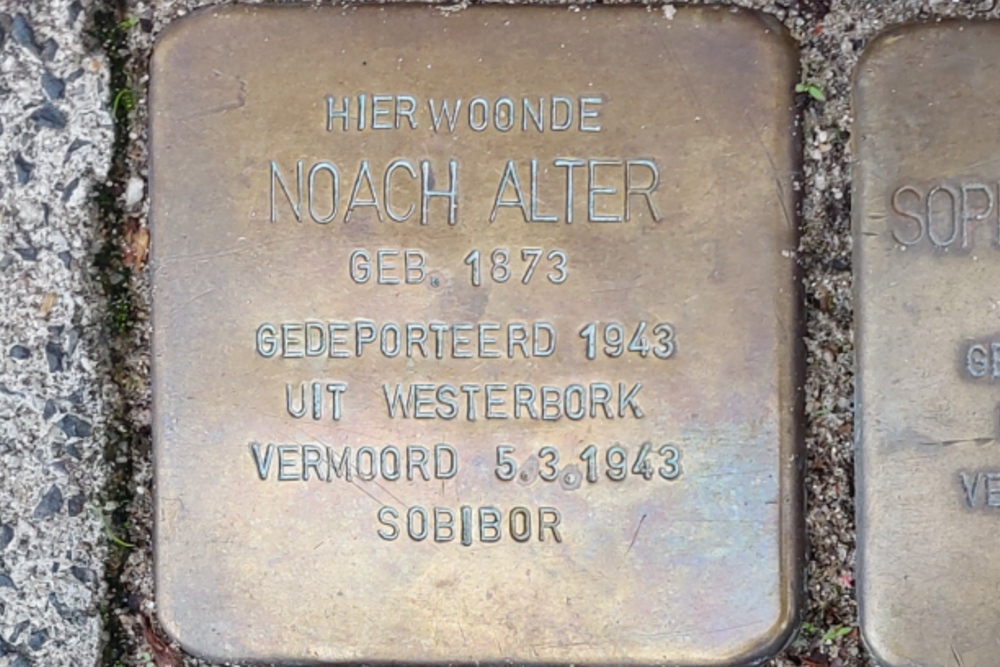 HIER WOONDE
NOACH ALTER
GEB. 1873
GEDEPORTEERD 1943
UIT WESTERBORK
VERMOORD 5.3.1943
SOBIBOR